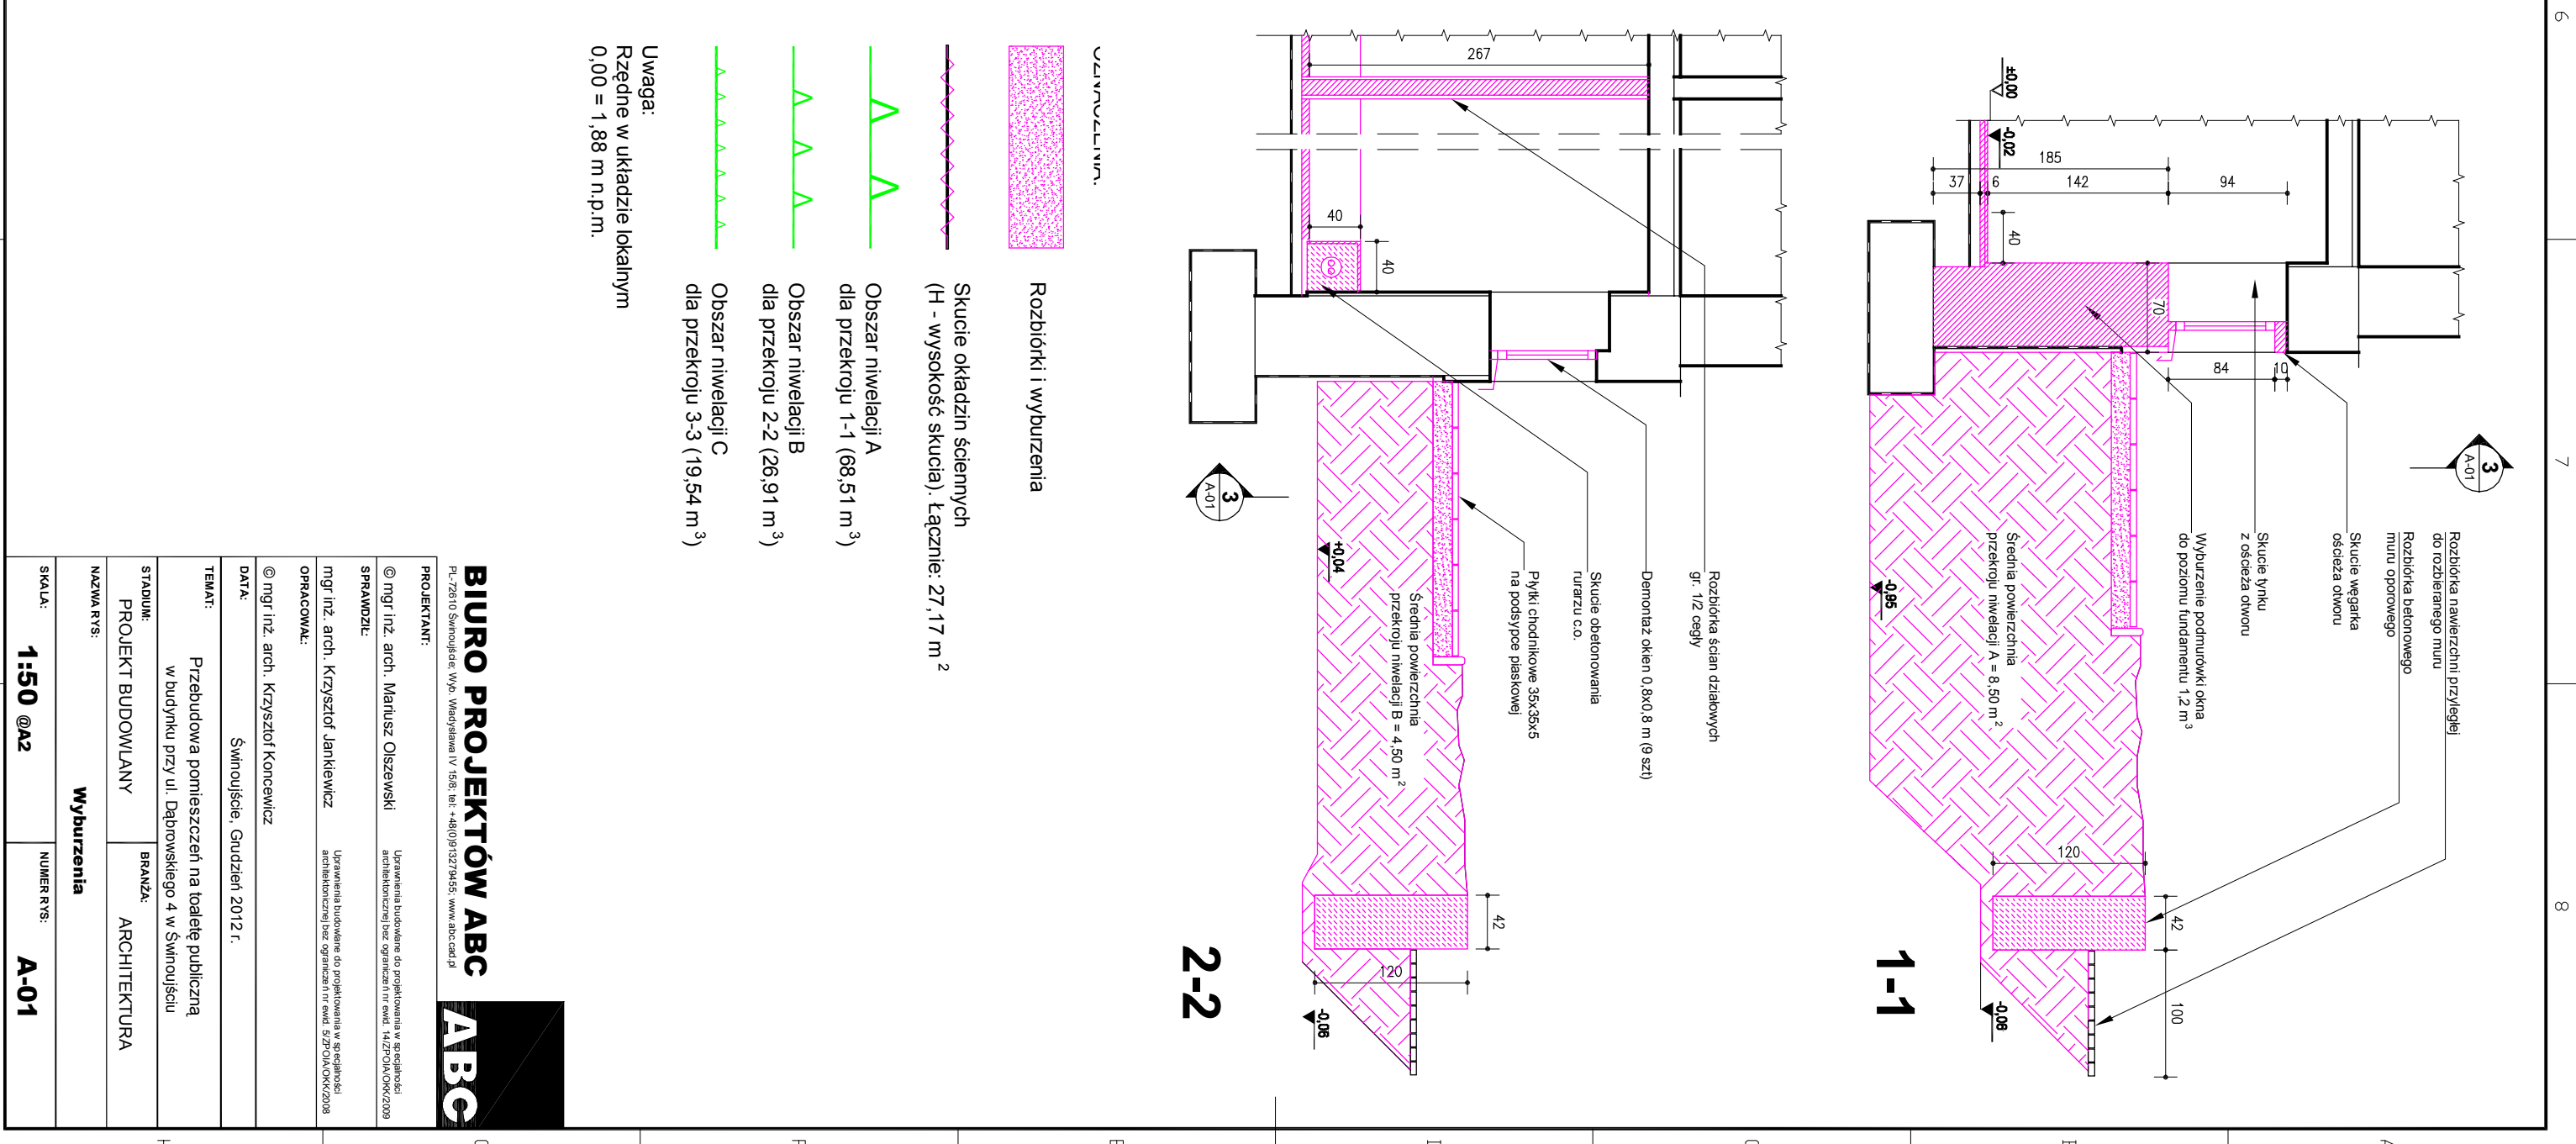 6
7
8
±0,00
-0,02
185
37
6
142
94
40
70
84
10
3
A-01
Rozbiórka nawierzchni przyległej
do rozbieranego muru
Rozbiórka betonowego
muru oporowego
Skucie węgarka
ościeża otworu
Skucie tynku
z ościeża otworu
Wyburzenie podmurówki okna
do poziomu fundamentu 1,2 m³
Średnia powierzchnia
przekroju niwelacji A = 8,50 m²
-0,95
120
42
100
-0,06
1-1
267
40
40
3
A-01
Rozbiórka ścian działowych
gr. 1/2 cegły
Demontaż okien 0,8x0,8 m (9 szt)
Skucie obetonowania
rurarzu c.o.
Płytki chodnikowe 35x35x5
na podsypce piaskowej
Średnia powierzchnia
przekroju niwelacji B = 4,50 m²
+0,04
42
120
-0,06
2-2
OZNACZENIA:
Rozbiórki i wyburzenia
Skucie okładzin ściennych
(H - wysokość skucia). Łącznie: 27,17 m²
Obszar niwelacji A
dla przekroju 1-1 (68,51 m³)
Obszar niwelacji B
dla przekroju 2-2 (26,91 m³)
Obszar niwelacji C
dla przekroju 3-3 (19,54 m³)
Uwaga:
Rzędne w układzie lokalnym
0,00 = 1,88 m n.p.m.
BIURO PROJEKTÓW ABC
PL-72610 Świnoujście; Wyb. Władysława IV 15/8; tel: +48(0)913279455; www.abc.cad.pl
ABC
PROJEKTANT:
© mgr inż. arch. Mariusz Olszewski
Uprawnienia budowlane do projektowania w specjalności
architektonicznej bez ograniczeń nr ewid. 14/ZPOIA/OKK/2009
SPRAWDZIŁ:
mgr inż. arch. Krzysztof Jankiewicz
Uprawnienia budowlane do projektowania w specjalności
architektonicznej bez ograniczeń nr ewid. 5/ZPOIA/OKK/2008
OPRACOWAŁ:
© mgr inż. arch. Krzysztof Koncewicz
DATA:
Świnoujście, Grudzień 2012 r.
TEMAT:
Przebudowa pomieszczeń na toaletę publiczną
w budynku przy ul. Dąbrowskiego 4 w Świnoujściu
STADIUM:
PROJEKT BUDOWLANY
BRANŻA:
ARCHITEKTURA
NAZWA RYS:
Wyburzenia
SKALA:
1:50 @A2
NUMER RYS:
A-01